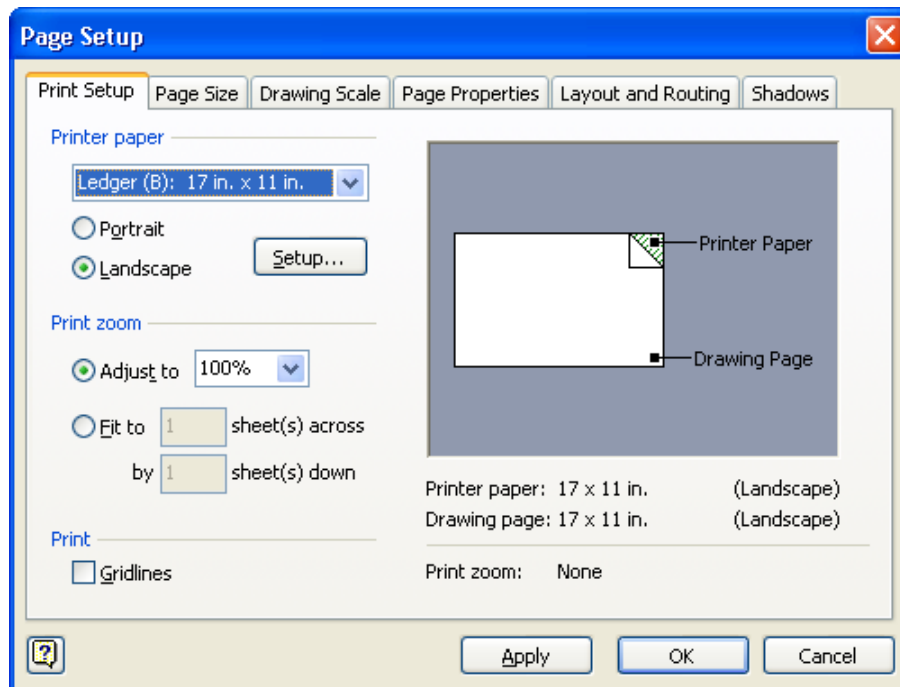 Page Setup
Print Setup
Page Size
Drawing Scale
Page Properties
Layout and Routing
Shadows
Printer paper
Ledger (B): 17 in. x 11 in.
Portrait
Landscape
Setup...
Print zoom
Adjust to 100%
Fit to 1 sheet(s) across
by 1 sheet(s) down
Print
Gridlines
Printer Paper
Drawing Page
Printer paper: 17 x 11 in. (Landscape)
Drawing page: 17 x 11 in. (Landscape)
Print zoom: None
?
Apply
OK
Cancel